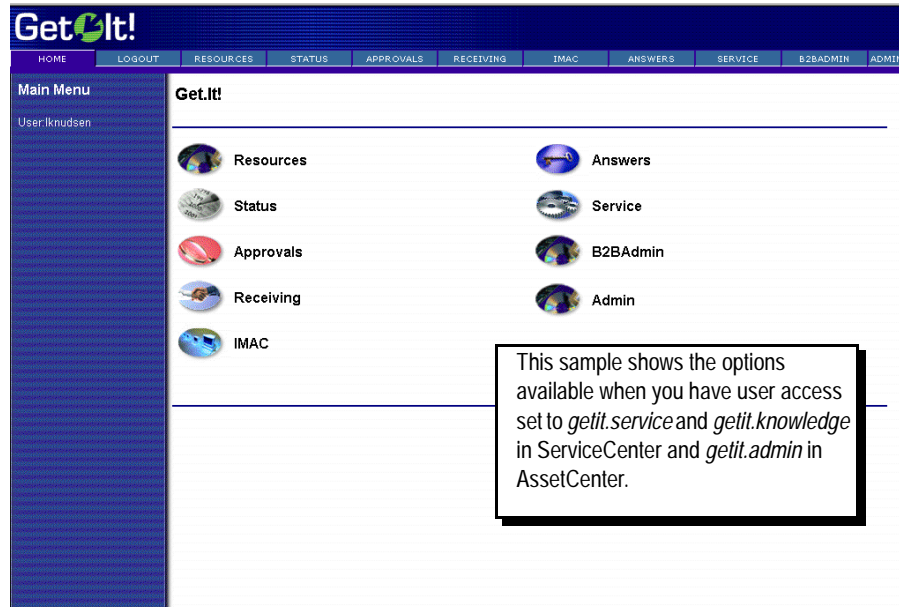 Get It!
HOME LOGOUT RESOURCES STATUS APPROVALS RECEIVING IMAC ANSWERS SERVICE B2BADMIN ADMIN
Main Menu
User:lknudsen
Get.It!
Resources
Status
Approvals
Receiving
IMAC
Answers
Service
B2BAdmin
Admin
This sample shows the options
available when you have user access
set to getit.service and getit.knowledge
in ServiceCenter and getit.admin in
AssetCenter.